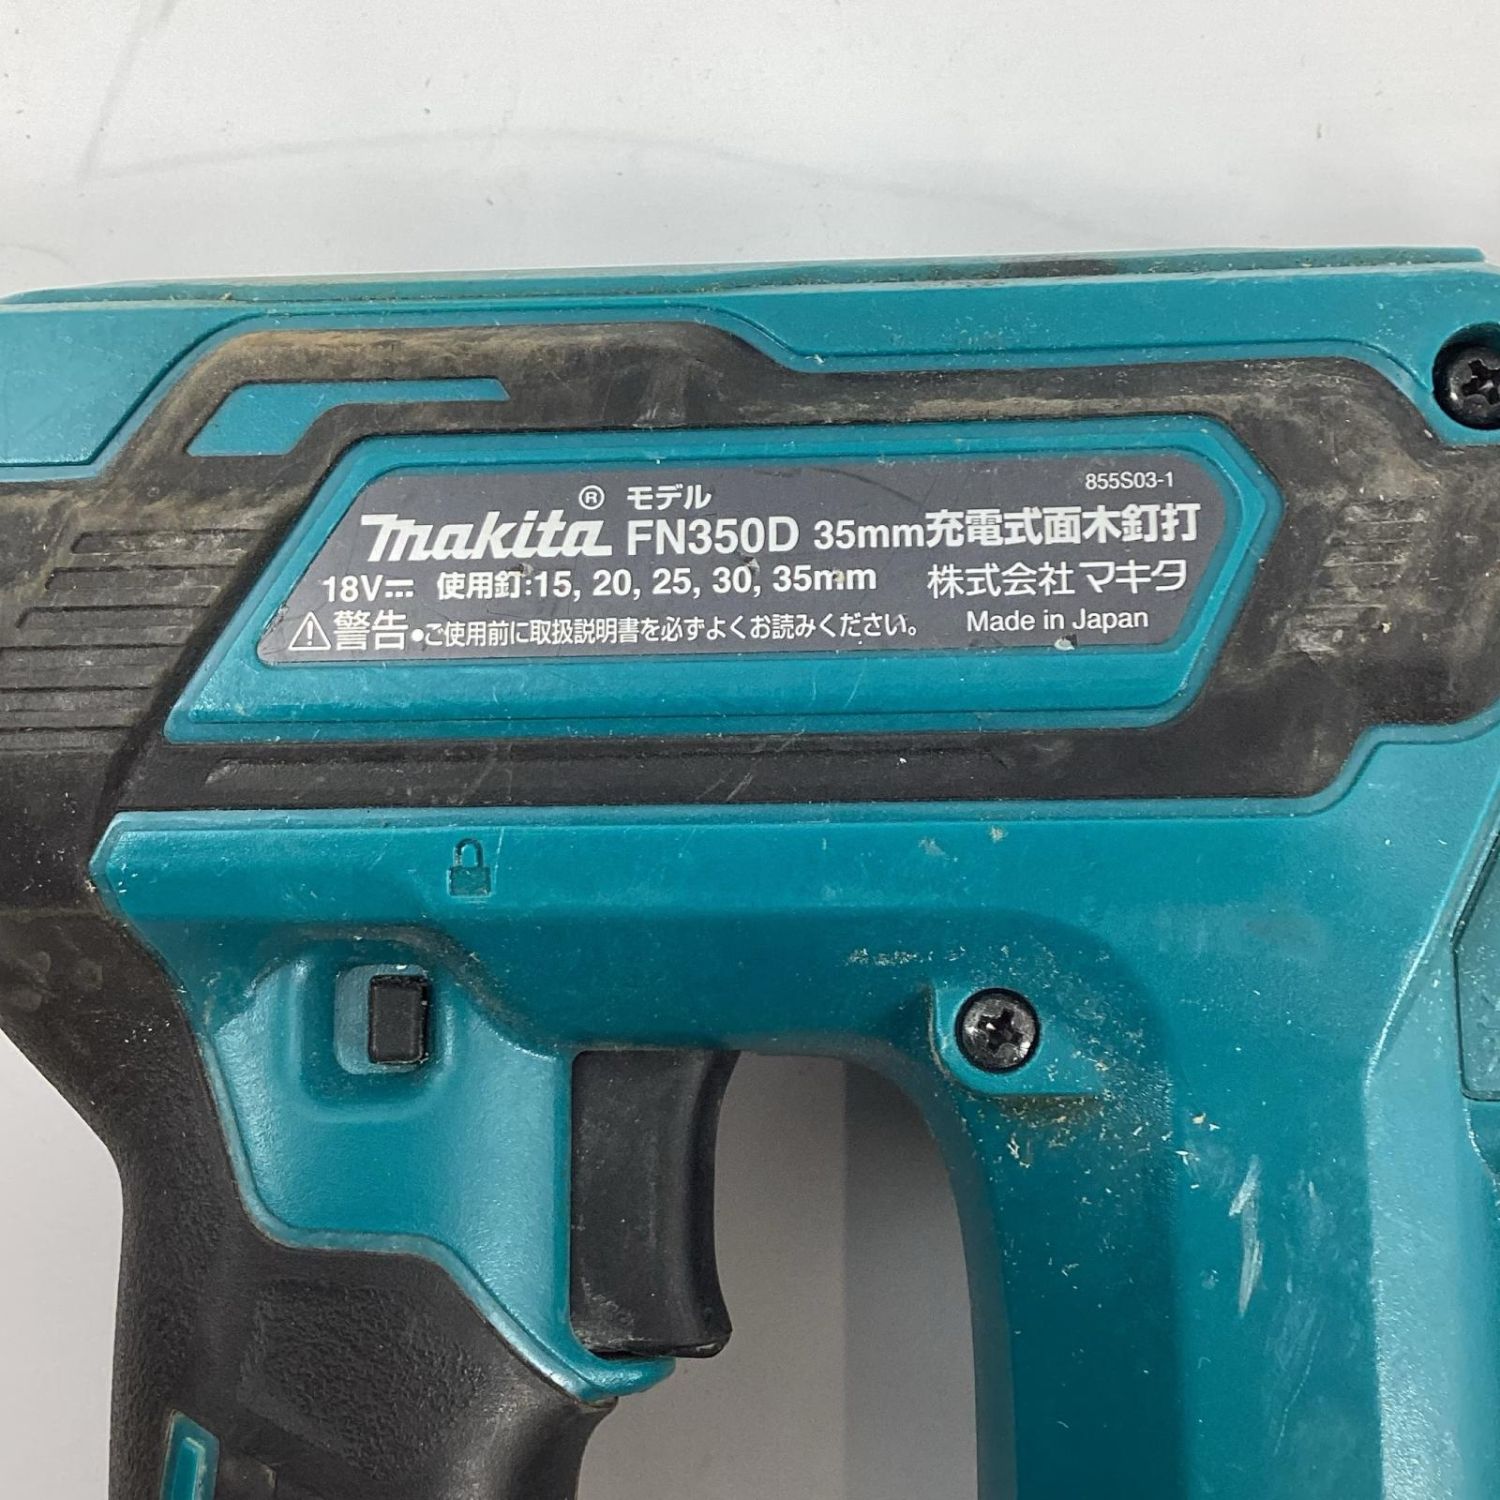 855S03-1
® モデル
makita FN350D 35mm充電式面木釘打
18V⎓ 使用釘:15, 20, 25, 30, 35mm 株式会社マキタ
⚠警告●ご使用前に取扱説明書を必ずよくお読みください。 Made in Japan